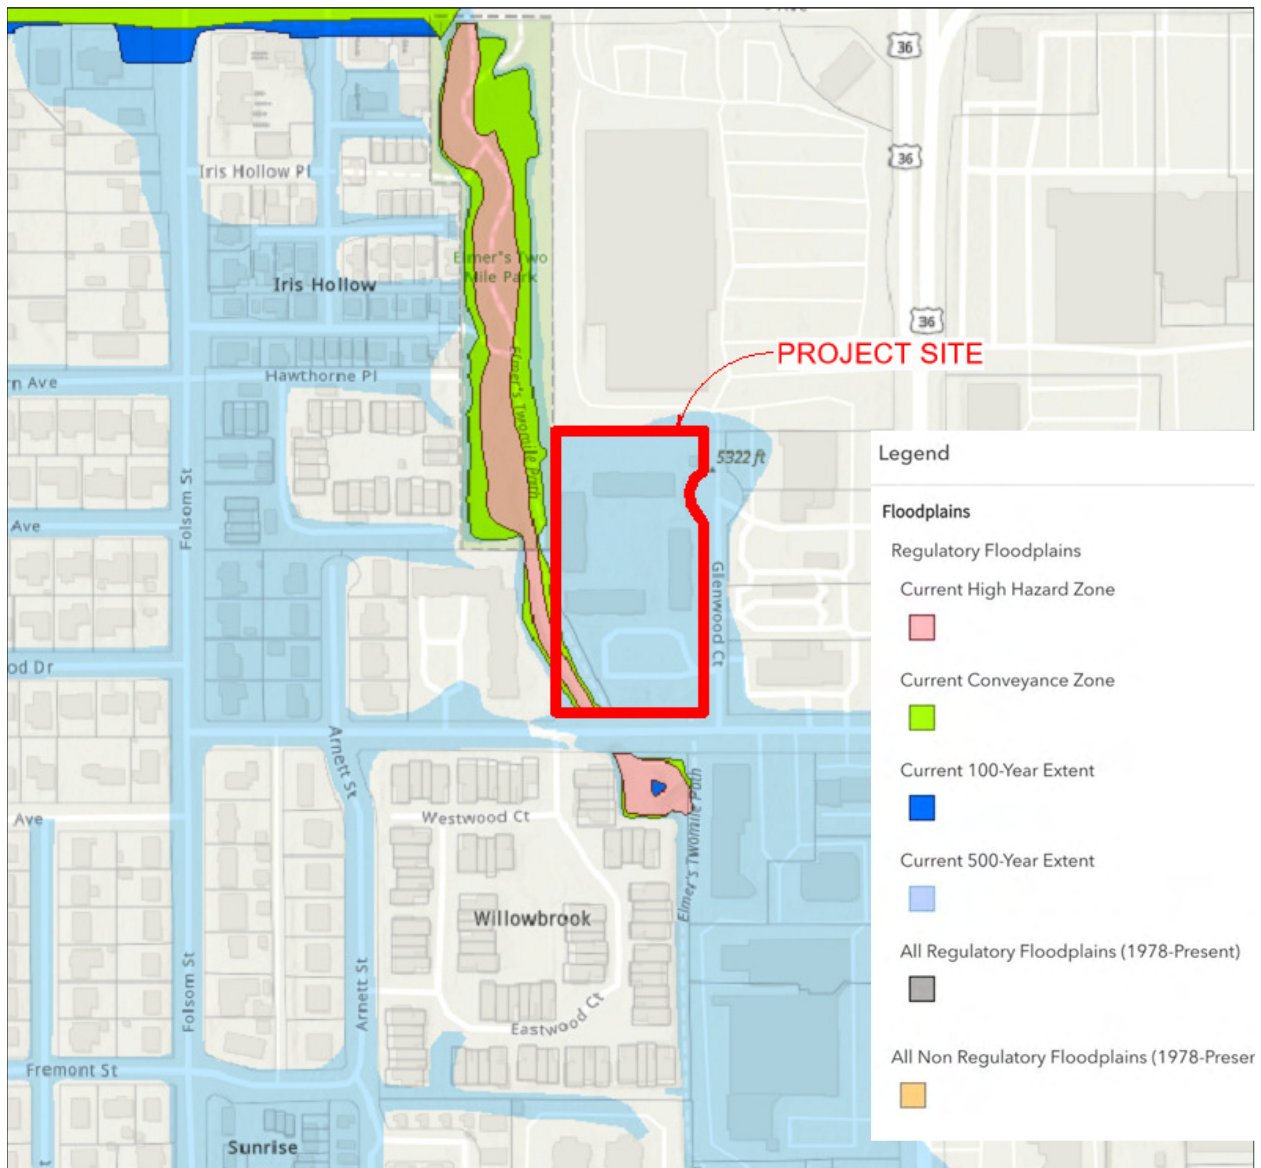 36
36
Iris Hollow Pl
Elmer's Two
Mile Park
Iris Hollow
36
PROJECT SITE
Hawthorne Pl
rn Ave
Elmer's Twomile Path
5322 ft
Folsom St
Ave
Glenwood Ct
od Dr
Arnett St
Westwood Ct
Ave
Elmer's Twomile Path
Willowbrook
Folsom St
Arnett St
Eastwood Ct
Fremont St
Sunrise
Legend
Floodplains
Regulatory Floodplains
Current High Hazard Zone
Current Conveyance Zone
Current 100-Year Extent
Current 500-Year Extent
All Regulatory Floodplains (1978-Present)
All Non Regulatory Floodplains (1978-Preser